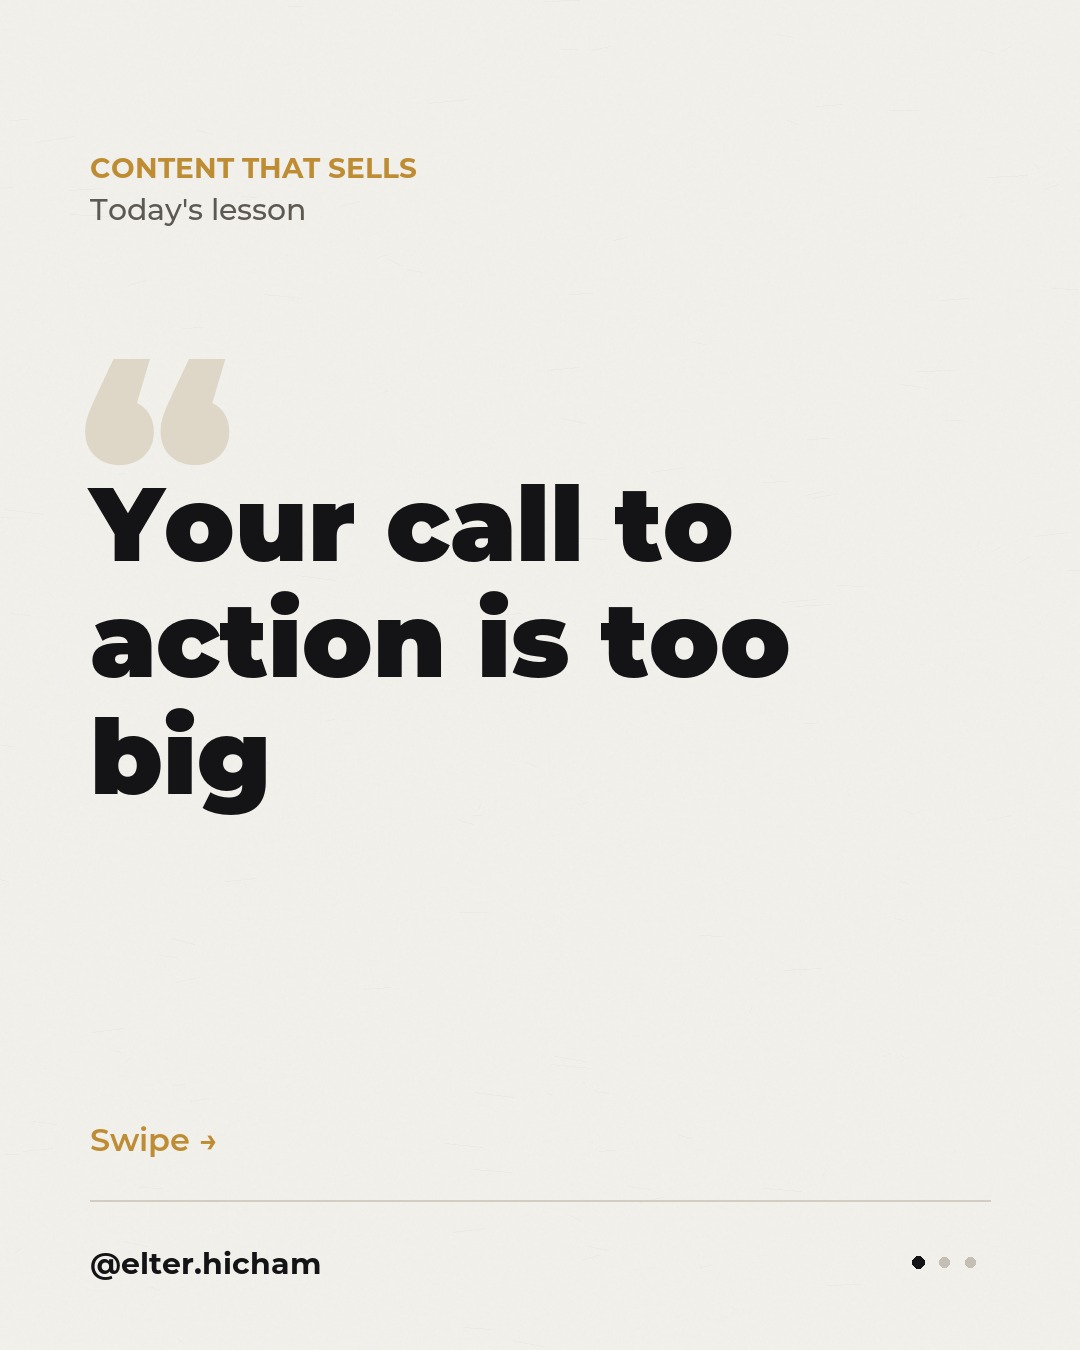 CONTENT THAT SELLS
Today's lesson
“
Your call to
action is too
big
Swipe →
@elter.hicham